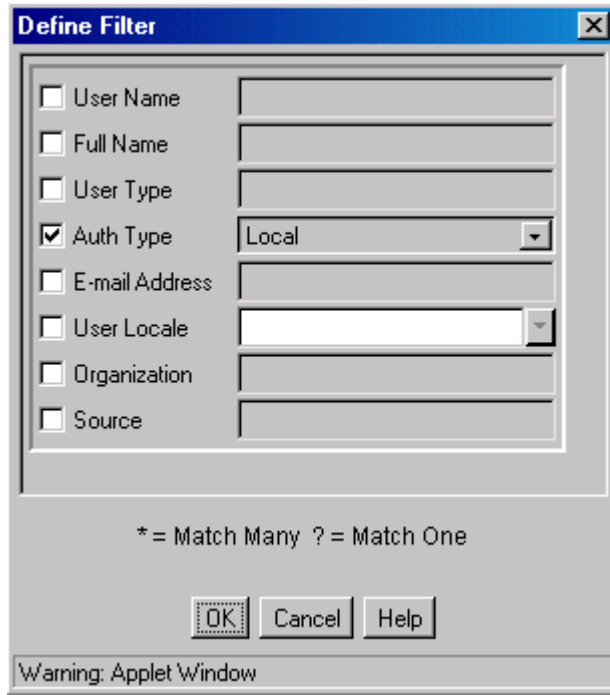 Define Filter
User Name
Full Name
User Type
Auth Type Local
E-mail Address
User Locale
Organization
Source
* = Match Many ? = Match One
OK Cancel Help
Warning: Applet Window